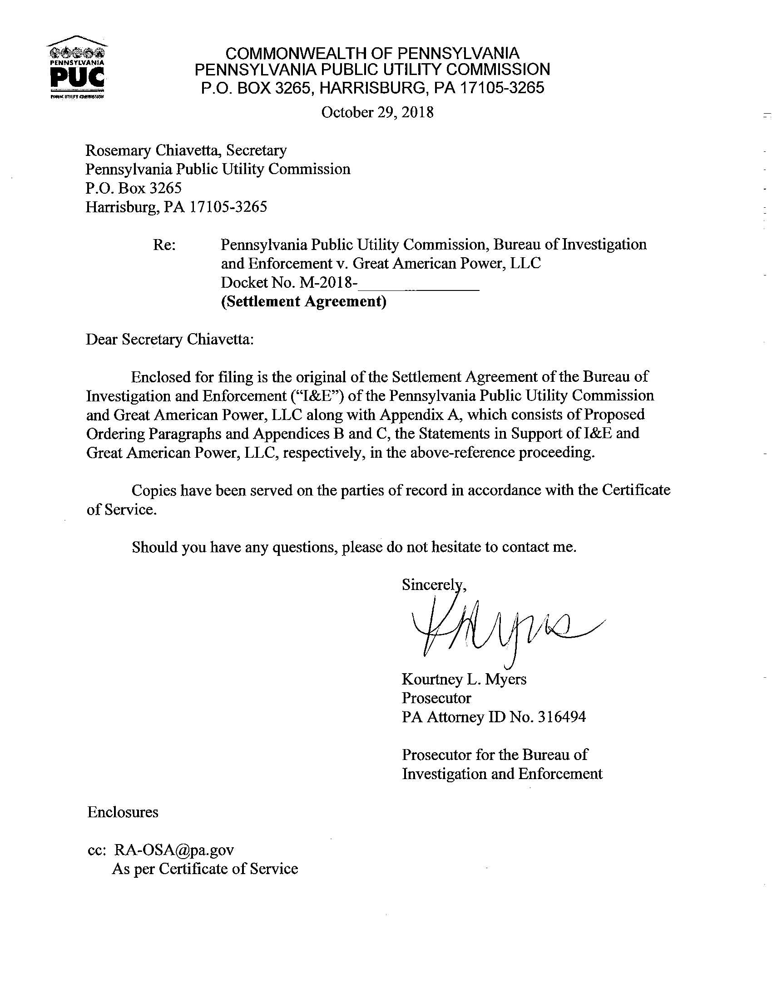 PENNSYLVANIA
PUC
PUBLIC UTILITY COMMISSION
COMMONWEALTH OF PENNSYLVANIA
PENNSYLVANIA PUBLIC UTILITY COMMISSION
P.O. BOX 3265, HARRISBURG, PA 17105-3265
October 29, 2018
Rosemary Chiavetta, Secretary
Pennsylvania Public Utility Commission
P.O. Box 3265
Harrisburg, PA 17105-3265
Re: Pennsylvania Public Utility Commission, Bureau of Investigation
and Enforcement v. Great American Power, LLC
Docket No. M-2018-_______________
(Settlement Agreement)
Dear Secretary Chiavetta:
Enclosed for filing is the original of the Settlement Agreement of the Bureau of
Investigation and Enforcement (“I&E”) of the Pennsylvania Public Utility Commission
and Great American Power, LLC along with Appendix A, which consists of Proposed
Ordering Paragraphs and Appendices B and C, the Statements in Support of I&E and
Great American Power, LLC, respectively, in the above-reference proceeding.
Copies have been served on the parties of record in accordance with the Certificate
of Service.
Should you have any questions, please do not hesitate to contact me.
Sincerely,
KMyers
Kourtney L. Myers
Prosecutor
PA Attorney ID No. 316494
Prosecutor for the Bureau of
Investigation and Enforcement
Enclosures
cc: RA-OSA@pa.gov
As per Certificate of Service